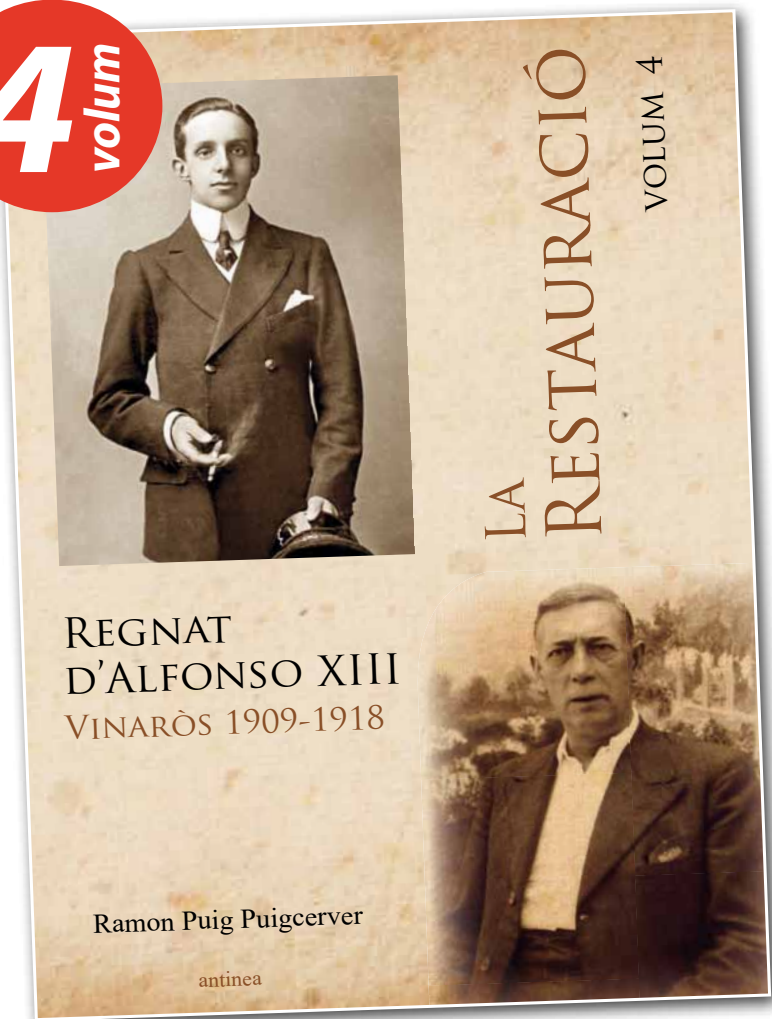 4
volum
LA
RESTAURACIÓ
VOLUM 4
REGNAT
D'ALFONSO XIII
VINARÒS 1909-1918
Ramon Puig Puigcerver
antinea